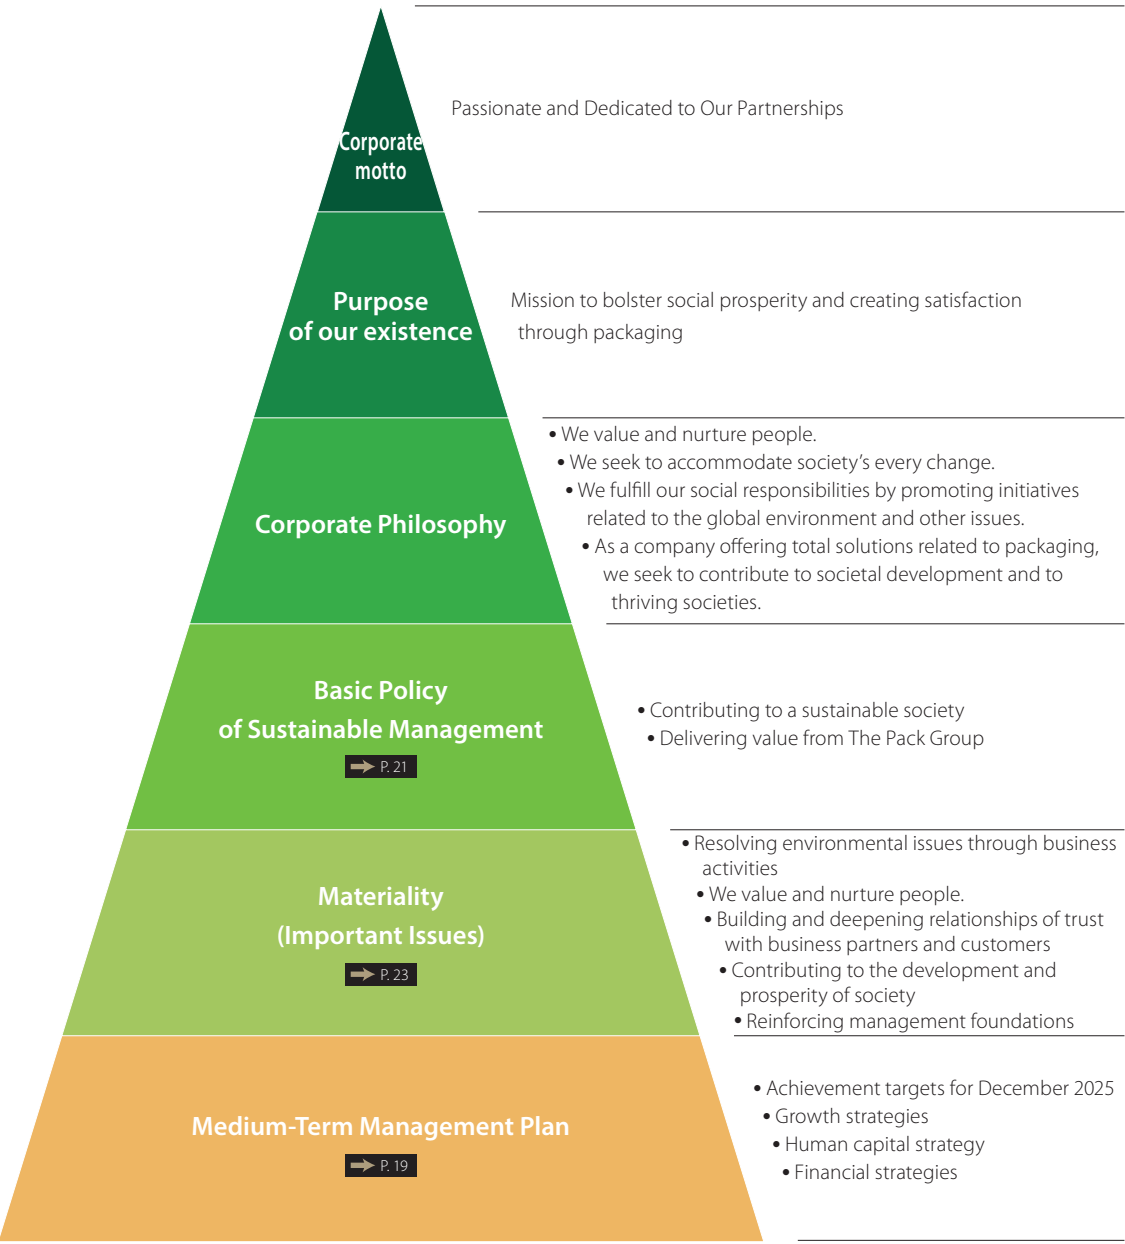 Corporate
motto
Passionate and Dedicated to Our Partnerships
Purpose
of our existence
Mission to bolster social prosperity and creating satisfaction
through packaging
Corporate Philosophy
• We value and nurture people.
• We seek to accommodate society’s every change.
• We fulfill our social responsibilities by promoting initiatives
related to the global environment and other issues.
• As a company offering total solutions related to packaging,
we seek to contribute to societal development and to
thriving societies.
Basic Policy
of Sustainable Management
P. 21
• Contributing to a sustainable society
• Delivering value from The Pack Group
Materiality
(Important Issues)
P. 23
• Resolving environmental issues through business
activities
• We value and nurture people.
• Building and deepening relationships of trust
with business partners and customers
• Contributing to the development and
prosperity of society
• Reinforcing management foundations
Medium-Term Management Plan
P. 19
• Achievement targets for December 2025
• Growth strategies
• Human capital strategy
• Financial strategies